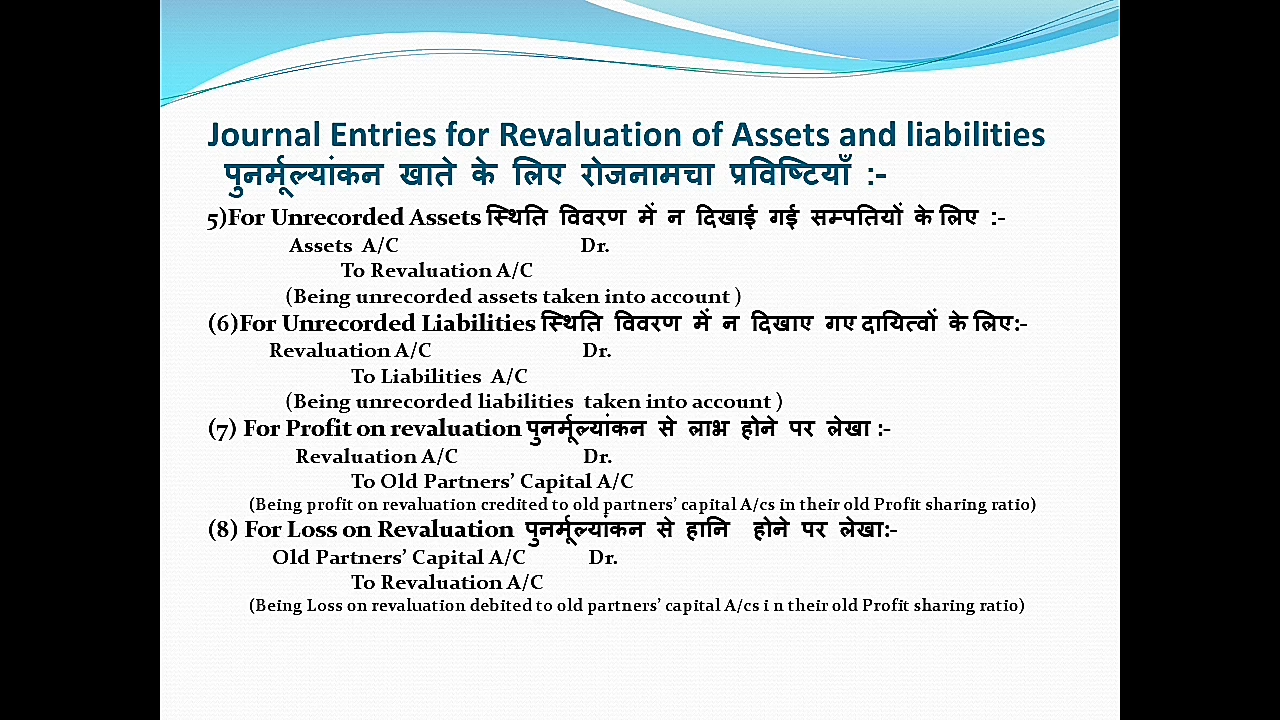 Journal Entries for Revaluation of Assets and liabilities
पुनर्मूल्यांकन खाते के लिए रोजनामचा प्रविष्टियाँ :-
5)For Unrecorded Assets स्थिति विवरण में न दिखाई गई सम्पतियों के लिए :-
Assets A/C Dr.
To Revaluation A/C
(Being unrecorded assets taken into account )
(6)For Unrecorded Liabilities स्थिति विवरण में न दिखाए गए दायित्वों के लिए:-
Revaluation A/C Dr.
To Liabilities A/C
(Being unrecorded liabilities taken into account )
(7) For Profit on revaluation पुनर्मूल्यांकन से लाभ होने पर लेखा :-
Revaluation A/C Dr.
To Old Partners’ Capital A/C
(Being profit on revaluation credited to old partners’ capital A/cs in their old Profit sharing ratio)
(8) For Loss on Revaluation पुनर्मूल्यांकन से हानि होने पर लेखा:-
Old Partners’ Capital A/C Dr.
To Revaluation A/C
(Being Loss on revaluation debited to old partners’ capital A/cs i n their old Profit sharing ratio)